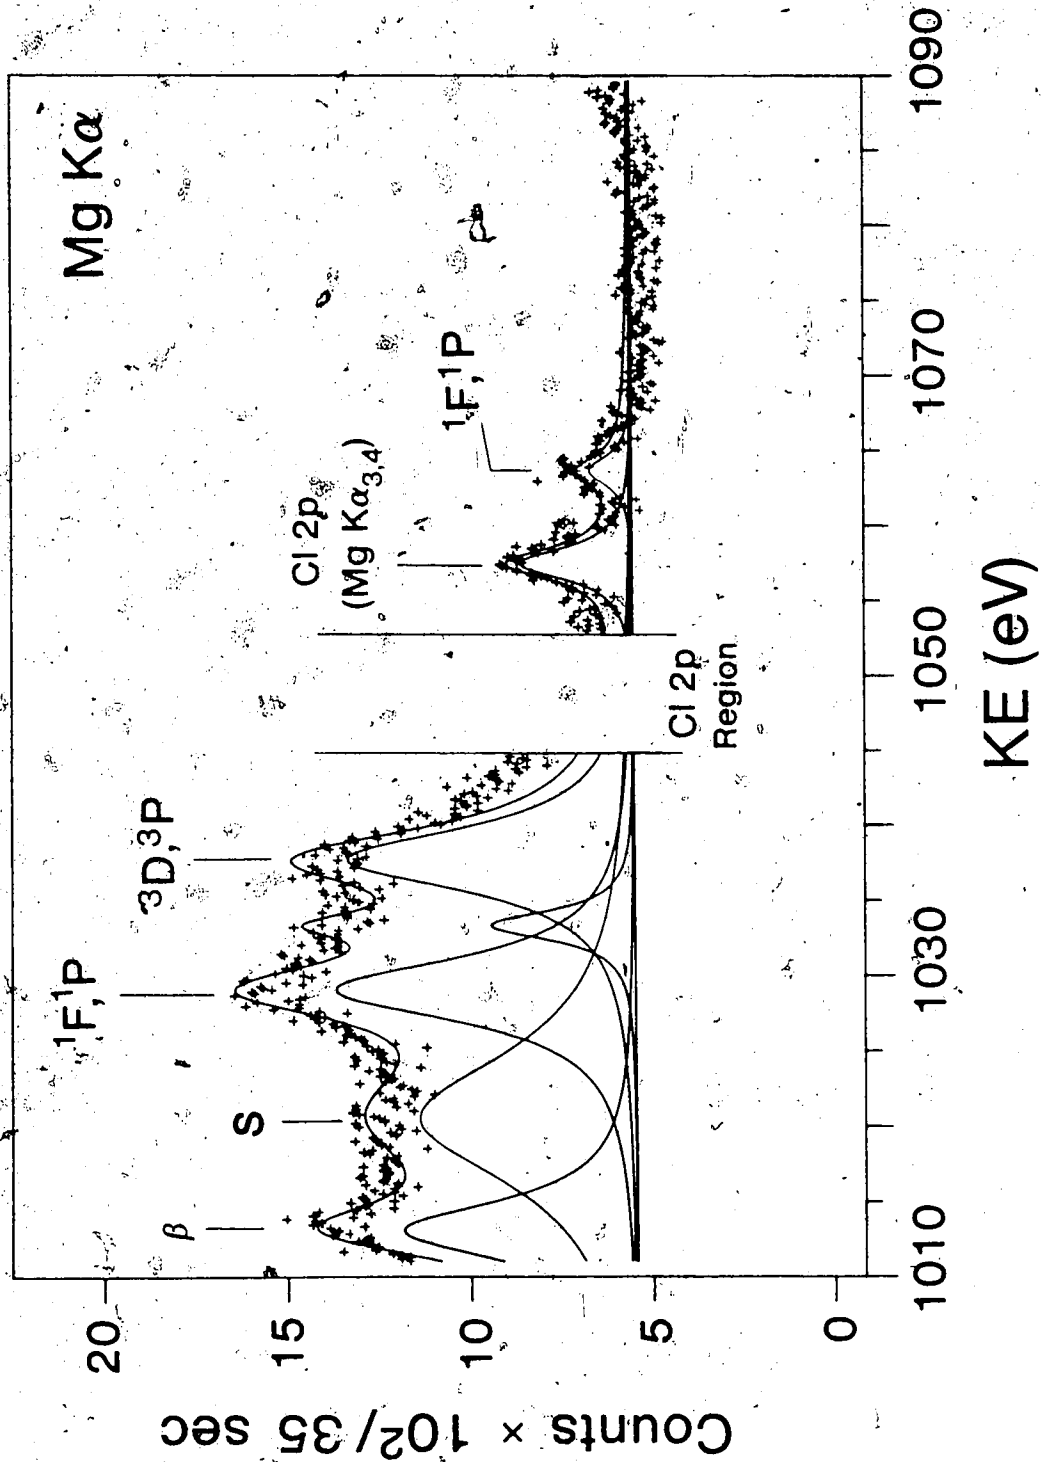 Mg Kα
³D,³P
¹F,¹P
S
β
Cl 2p
(Mg Kα₃,₄)
¹F,¹P
Cl 2p
Region
20
15
10
5
0
Counts × 10²/35 sec
1010
1030
1050
1070
1090
KE (eV)